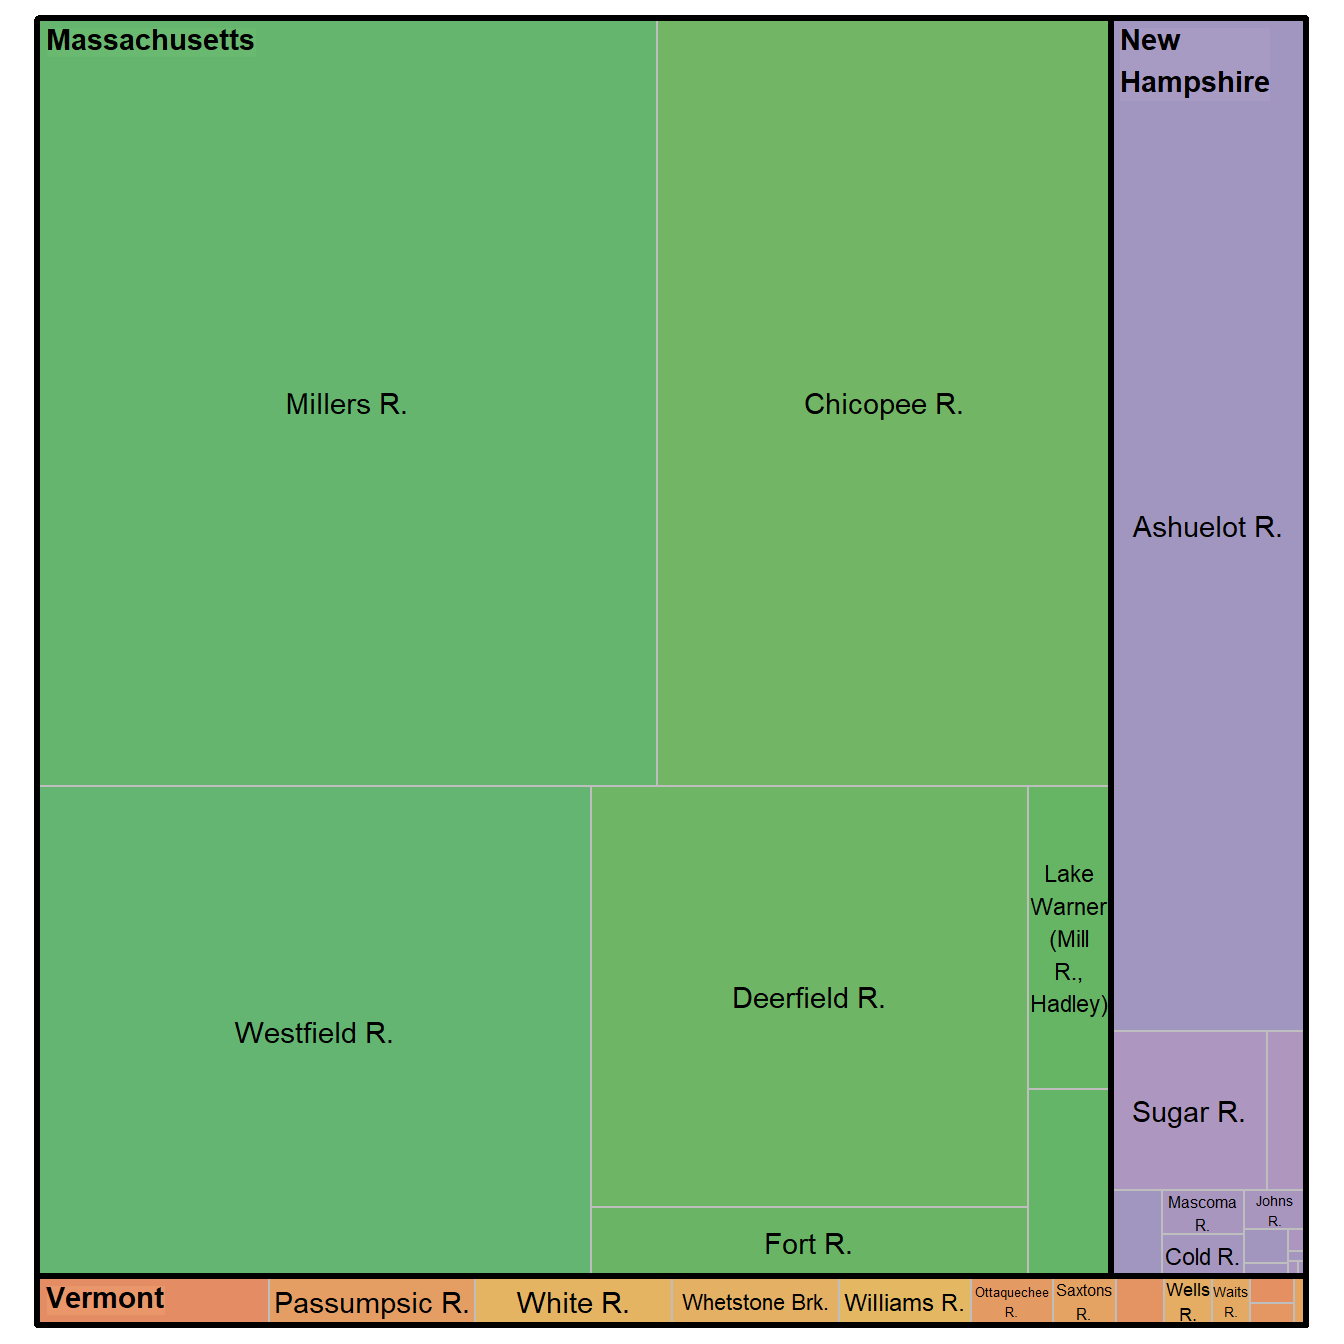 Massachusetts
Millers R.
Chicopee R.
Westfield R.
Deerfield R.
Lake
Warner
(Mill
R.,
Hadley)
Fort R.
New
Hampshire
Ashuelot R.
Sugar R.
Mascoma
R.
Johns
R.
Cold R.
Vermont
Passumpsic R.
White R.
Whetstone Brk.
Williams R.
Ottaquechee
R.
Saxtons
R.
Wells
R.
Waits
R.